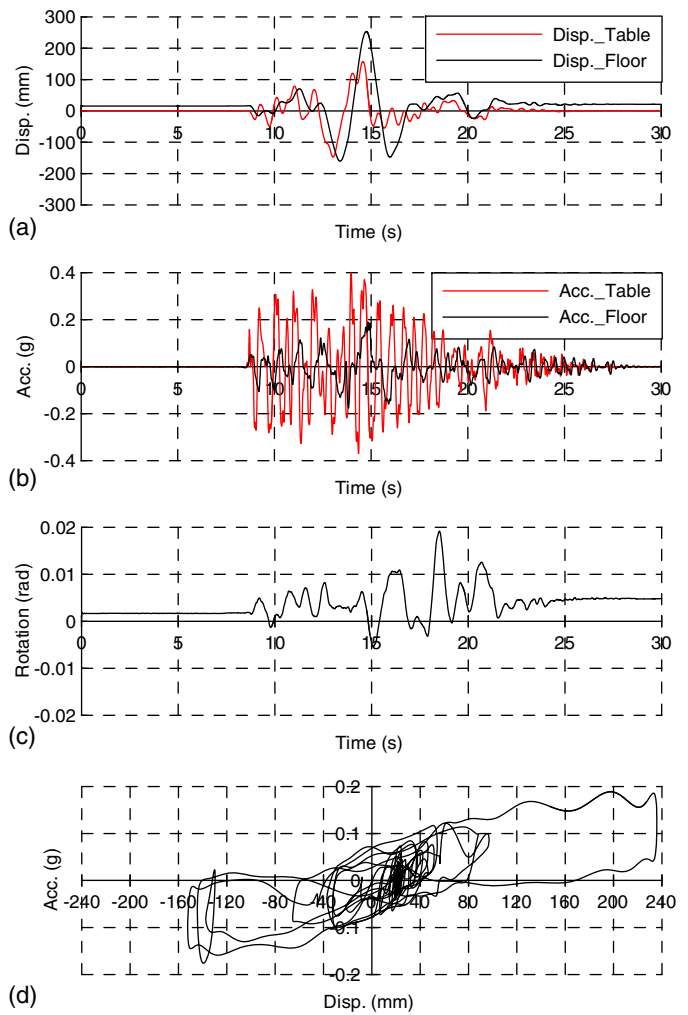 300
Disp._Table
200
Disp._Floor
100
0
0 5 10 15 20 25 30
-100
-200
-300
Disp. (mm)
Time (s)
(a)
0.4
Acc._Table
0.2
Acc._Floor
0
0 5 10 15 20 25 30
-0.2
-0.4
Acc. (g)
Time (s)
(b)
0.02
0.01
0
0 5 10 15 20 25 30
-0.01
-0.02
Rotation (rad)
Time (s)
(c)
0.2
0.1
0
-240 -200 -160 -120 -80 -40 0 40 80 120 160 200 240
-0.1
-0.2
Acc. (g)
Disp. (mm)
(d)